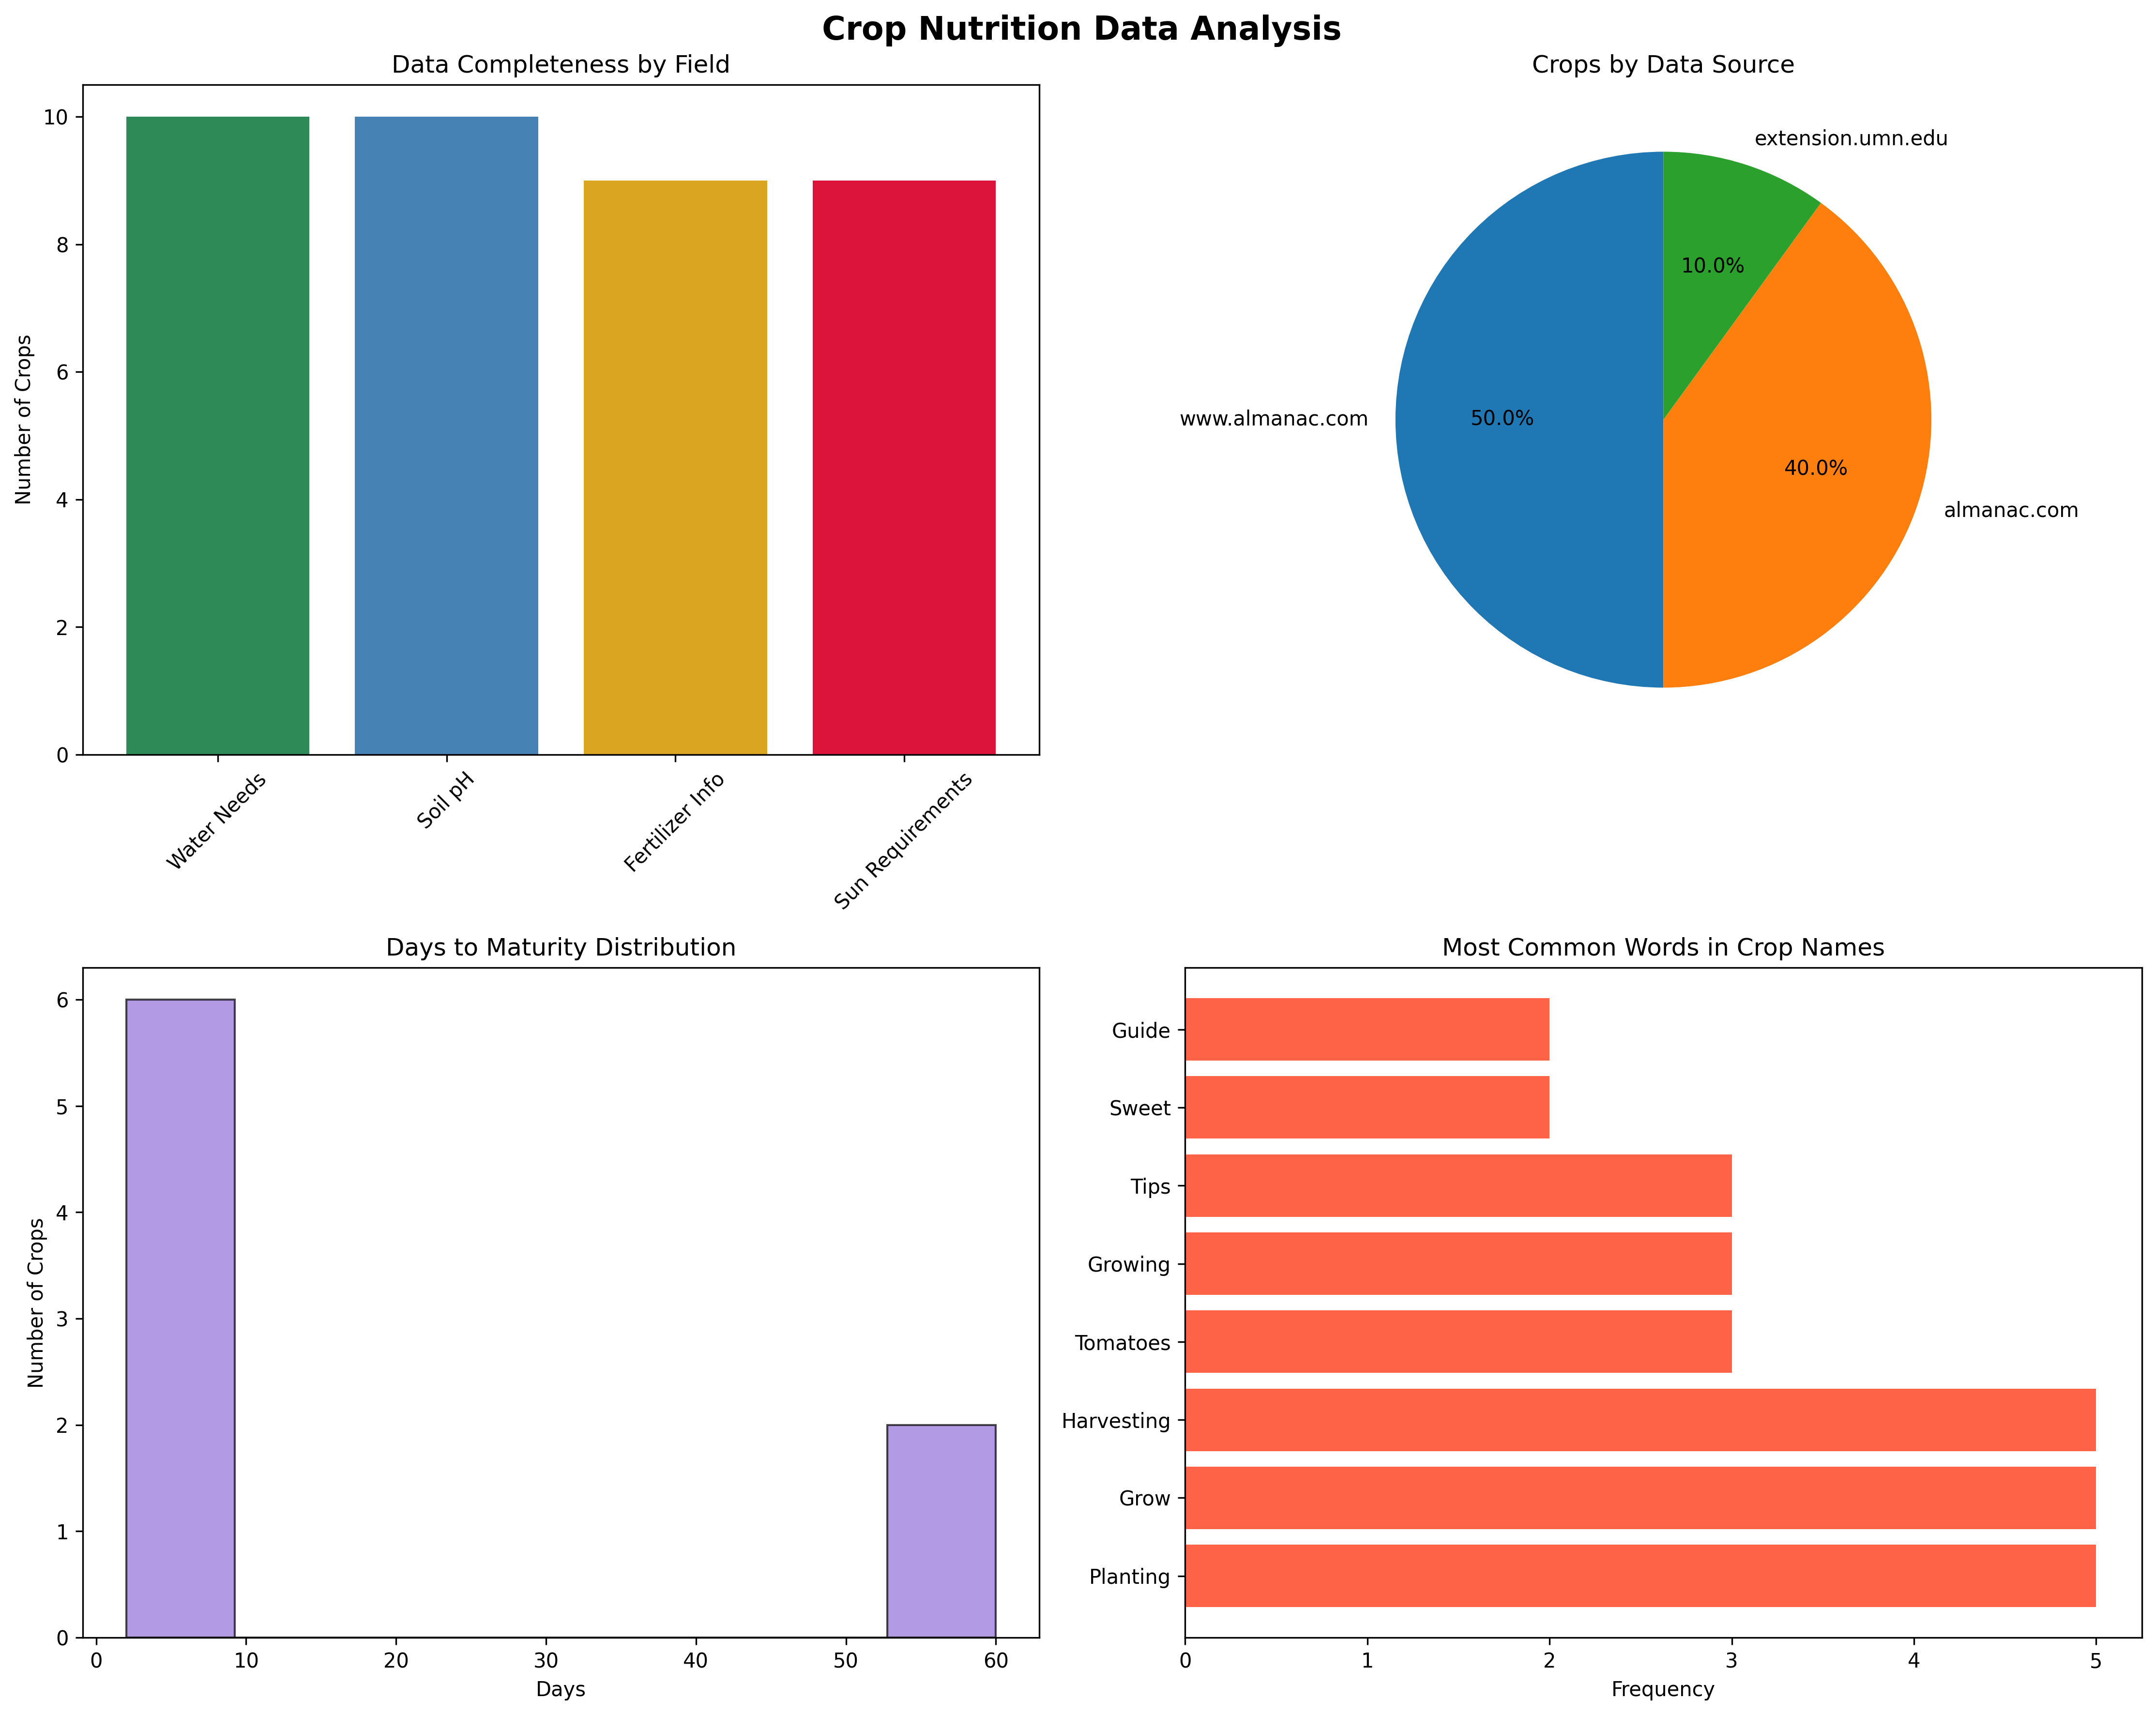 Crop Nutrition Data Analysis
Data Completeness by Field
Number of Crops
10
8
6
4
2
0
Water Needs
Soil pH
Fertilizer Info
Sun Requirements
Crops by Data Source
extension.umn.edu
10.0%
www.almanac.com
50.0%
40.0%
almanac.com
Days to Maturity Distribution
Number of Crops
6
5
4
3
2
1
0
0 10 20 30 40 50 60
Days
Most Common Words in Crop Names
Guide
Sweet
Tips
Growing
Tomatoes
Harvesting
Grow
Planting
0 1 2 3 4 5
Frequency